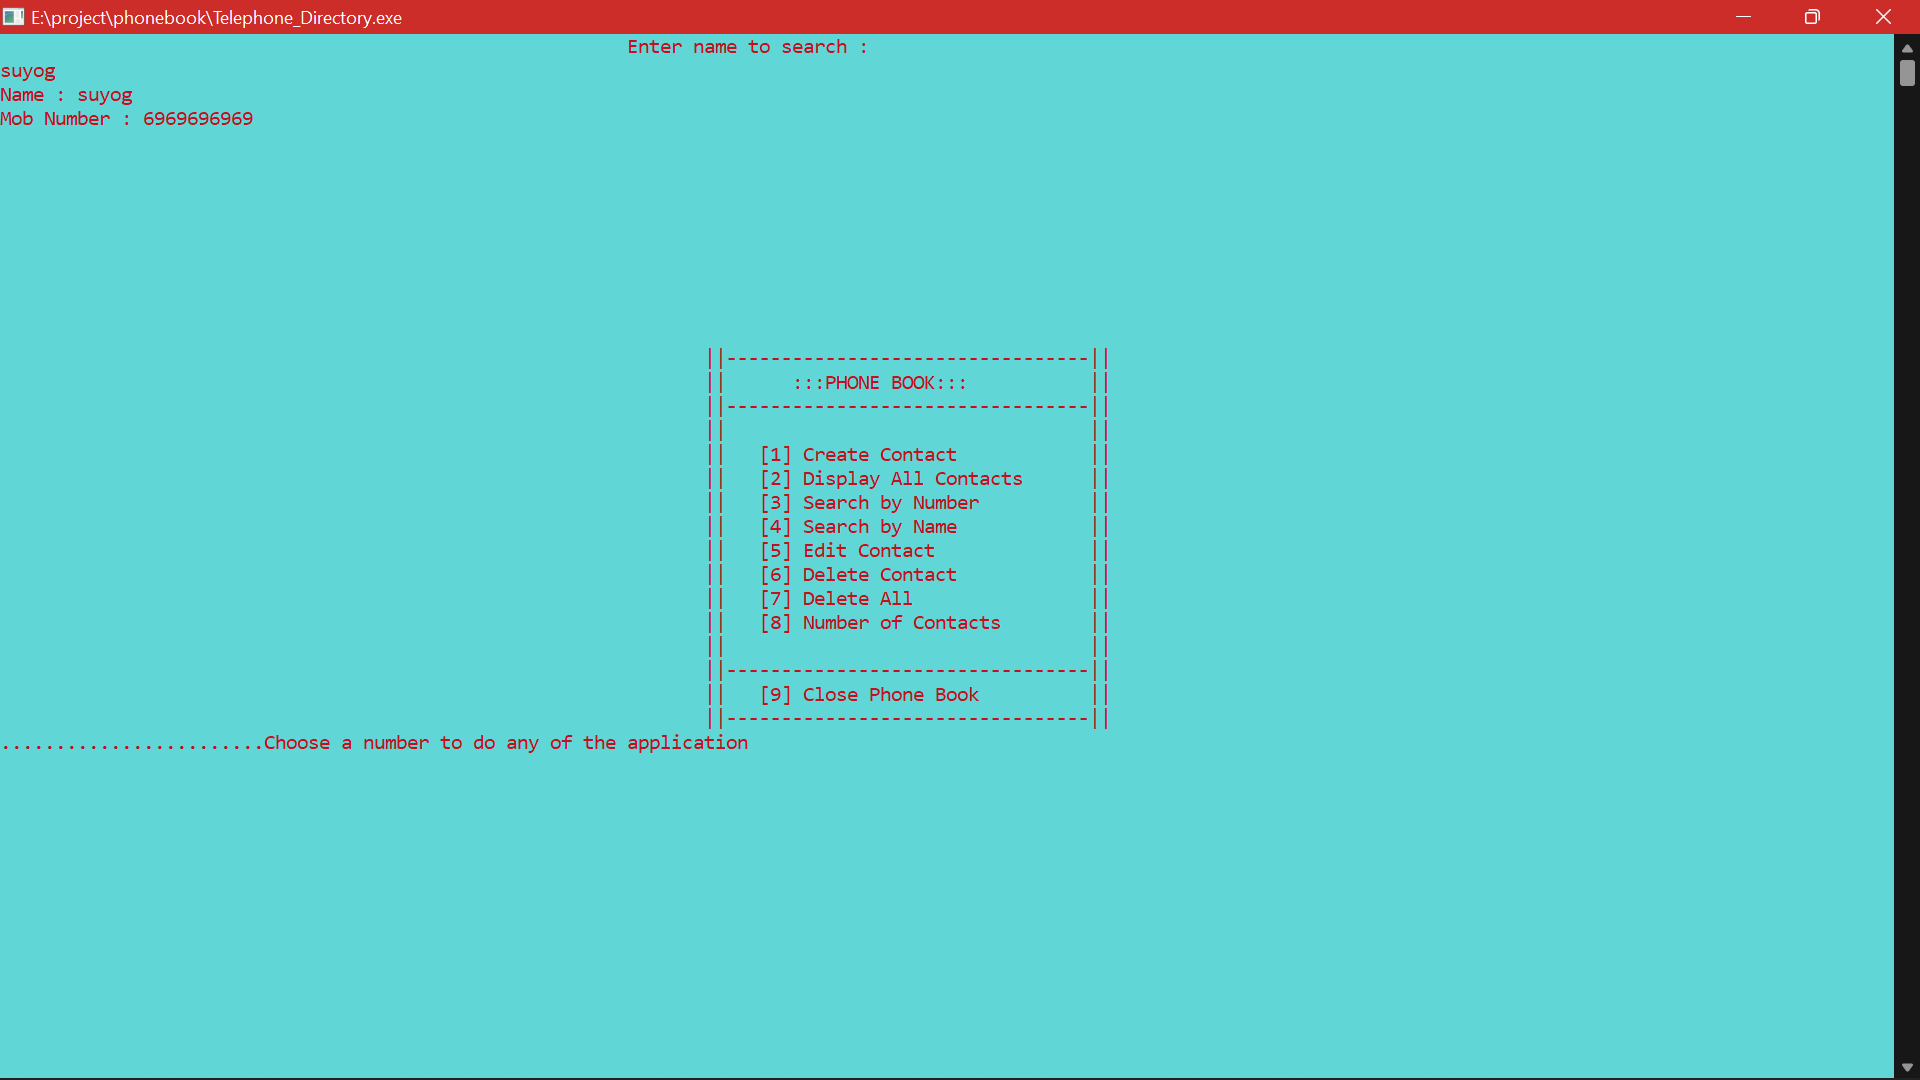 E:\project\phonebook\Telephone_Directory.exe
Enter name to search :
suyog
Name : suyog
Mob Number : 6969696969
||---------------------------------||
||      :::PHONE BOOK:::           ||
||---------------------------------||
||                                 ||
||   [1] Create Contact            ||
||   [2] Display All Contacts      ||
||   [3] Search by Number          ||
||   [4] Search by Name            ||
||   [5] Edit Contact              ||
||   [6] Delete Contact            ||
||   [7] Delete All                ||
||   [8] Number of Contacts        ||
||                                 ||
||---------------------------------||
||   [9] Close Phone Book          ||
||---------------------------------||
........................Choose a number to do any of the application